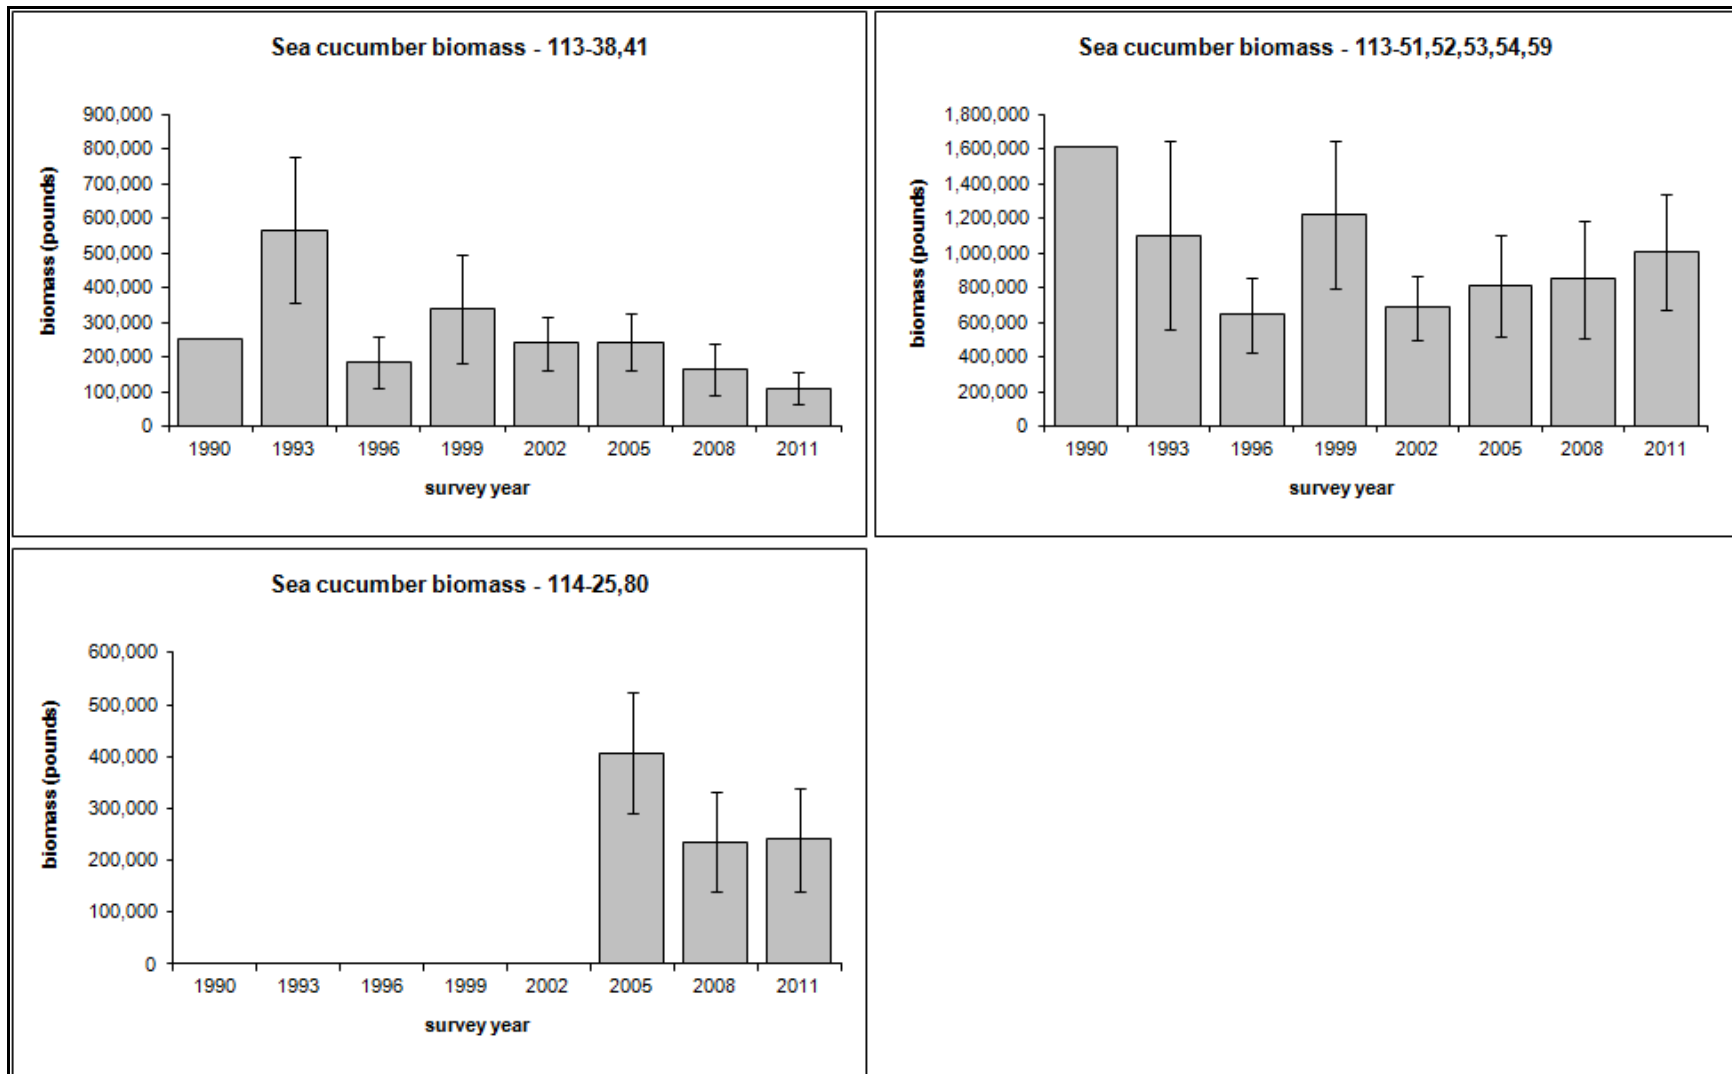 Sea cucumber biomass - 113-38,41
900,000
800,000
700,000
600,000
500,000
400,000
300,000
200,000
100,000
0
biomass (pounds)
1990 1993 1996 1999 2002 2005 2008 2011
survey year
Sea cucumber biomass - 113-51,52,53,54,59
1,800,000
1,600,000
1,400,000
1,200,000
1,000,000
800,000
600,000
400,000
200,000
0
biomass (pounds)
1990 1993 1996 1999 2002 2005 2008 2011
survey year
Sea cucumber biomass - 114-25,80
600,000
500,000
400,000
300,000
200,000
100,000
0
biomass (pounds)
1990 1993 1996 1999 2002 2005 2008 2011
survey year